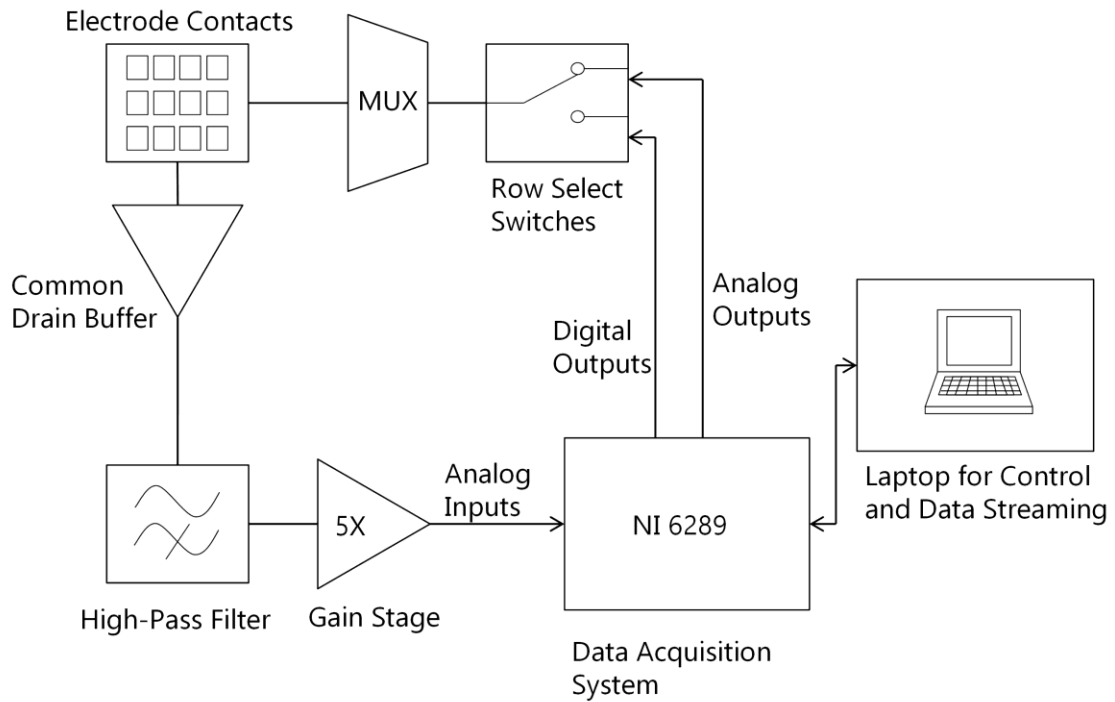 Electrode Contacts
MUX
Row Select
Switches
Common
Drain Buffer
Analog
Outputs
Digital
Outputs
Laptop for Control
and Data Streaming
Analog
Inputs
5X
NI 6289
High-Pass Filter
Gain Stage
Data Acquisition
System